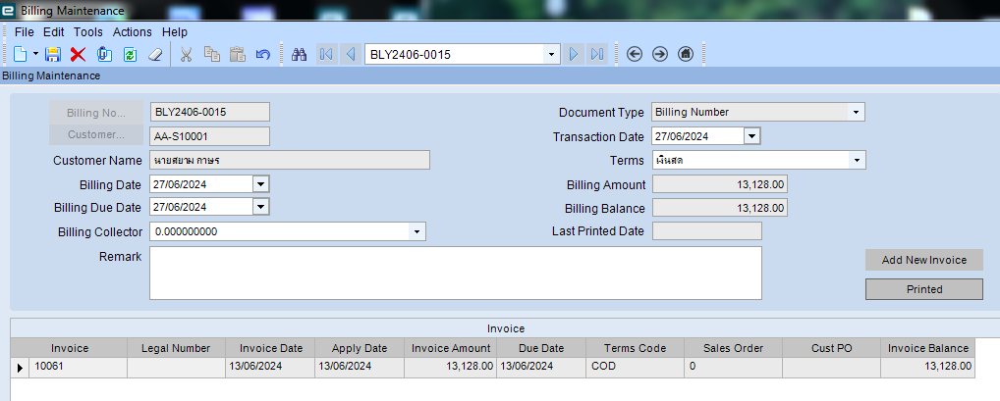 Billing Maintenance
File Edit Tools Actions Help
BLY2406-0015
Billing Maintenance
Billing No... BLY2406-0015 Document Type Billing Number
Customer... AA-S10001 Transaction Date 27/06/2024
Customer Name นายสยาม ภาษร Terms เงินสด
Billing Date 27/06/2024 Billing Amount 13,128.00
Billing Due Date 27/06/2024 Billing Balance 13,128.00
Billing Collector 0.000000000 Last Printed Date
Remark
Add New Invoice
Printed
Invoice
Invoice Legal Number Invoice Date Apply Date Invoice Amount Due Date Terms Code Sales Order Cust PO Invoice Balance
10061 13/06/2024 13/06/2024 13,128.00 13/06/2024 COD 0 13,128.00